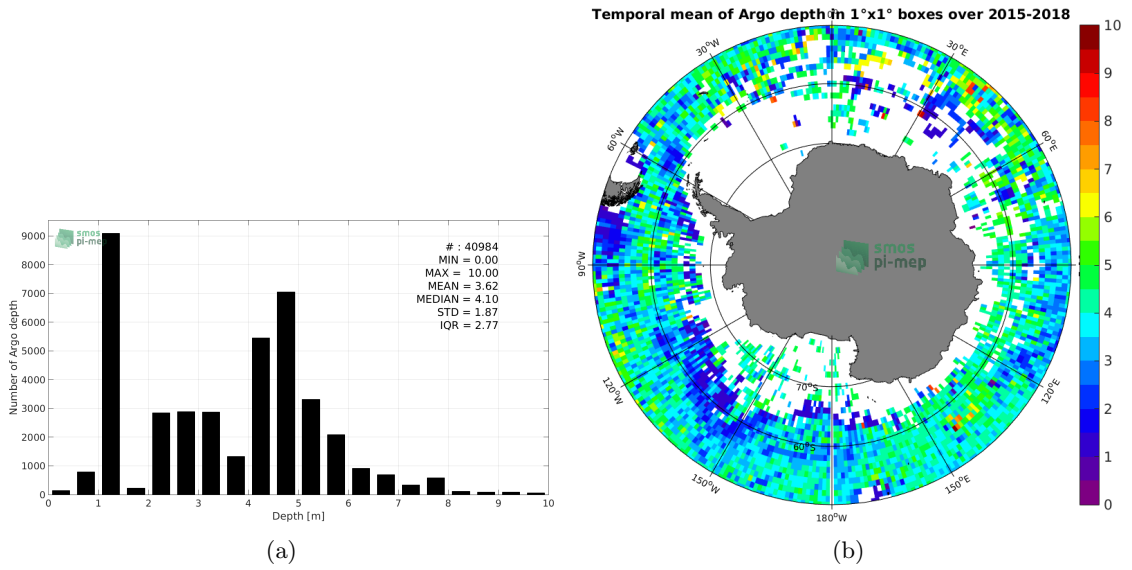 smos
pi-mep
# : 40984
MIN = 0.00
MAX = 10.00
MEAN = 3.62
MEDIAN = 4.10
STD = 1.87
IQR = 2.77
Number of Argo depth
9000
8000
7000
6000
5000
4000
3000
2000
1000
0
0 1 2 3 4 5 6 7 8 9 10
Depth [m]
(a)
Temporal mean of Argo depth in 1°x1° boxes over 2015-2018
0°
30°W
30°E
60°W
60°E
90°W
120°W
120°E
150°W
150°E
180°W
70°S
60°S
smos
pi-mep
10
9
8
7
6
5
4
3
2
1
0
(b)